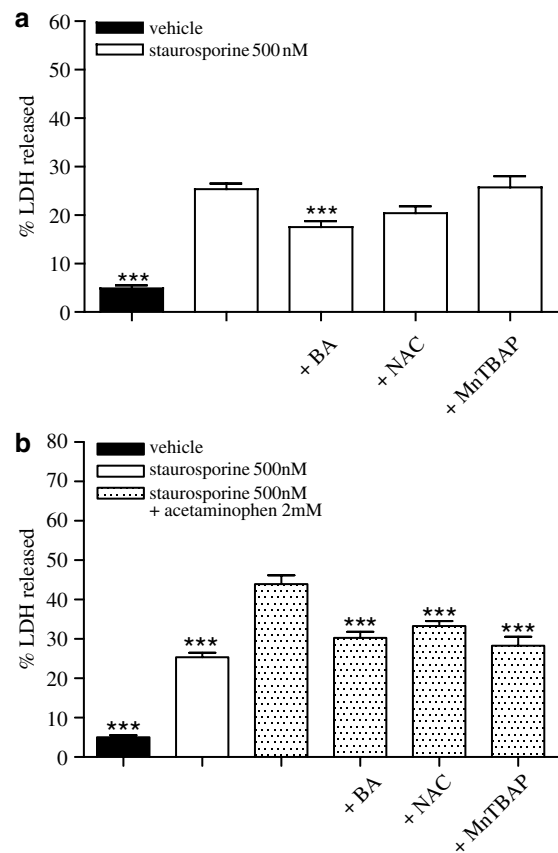 a
60
50
40
30
20
10
0
% LDH released
vehicle
staurosporine 500 nM
***
***
+ BA
+ NAC
+ MnTBAP
b
80
70
60
50
40
30
20
10
0
% LDH released
vehicle
staurosporine 500nM
staurosporine 500nM
+ acetaminophen 2mM
***
***
***
***
***
+ BA
+ NAC
+ MnTBAP